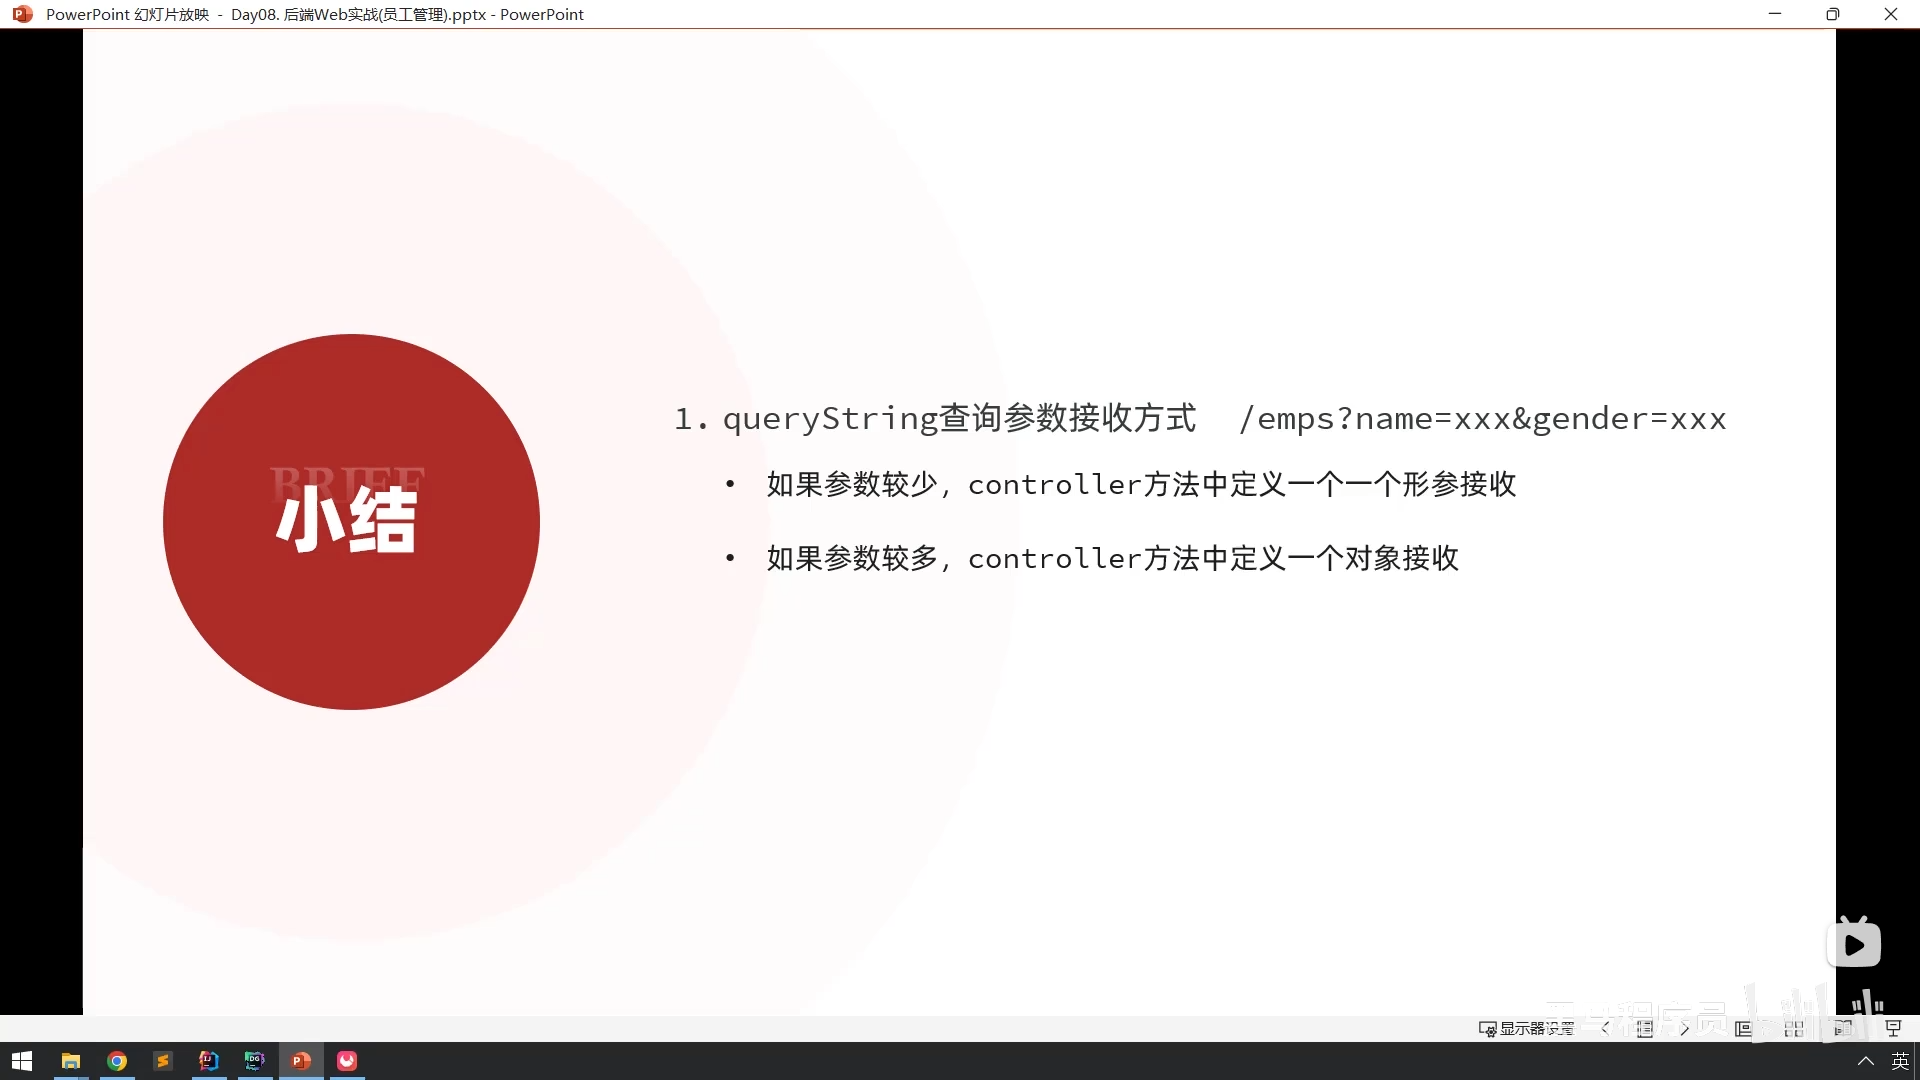 PowerPoint 幻灯片放映 - Day08. 后端Web实战(员工管理).pptx - PowerPoint
BRIEF
小结
1. queryString查询参数接收方式 /emps?name=xxx&gender=xxx
• 如果参数较少, controller方法中定义一个一个形参接收
• 如果参数较多, controller方法中定义一个对象接收
显示器设置
英